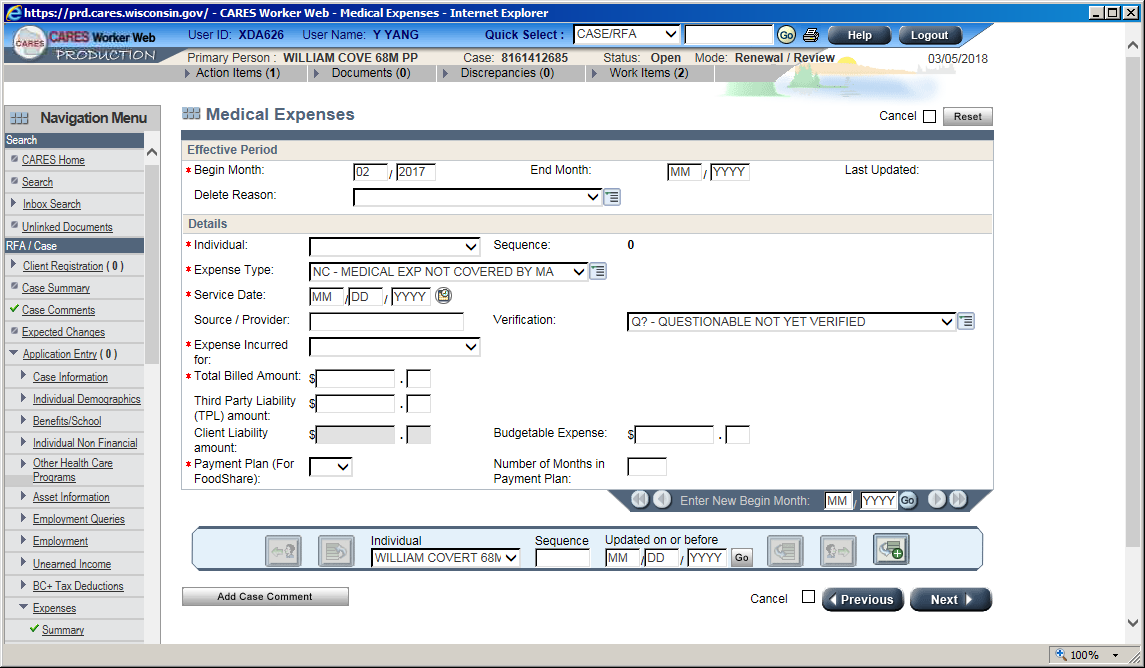 https://prd.cares.wisconsin.gov/ - CARES Worker Web - Medical Expenses - Internet Explorer
CARES CARES Worker Web PRODUCTION
User ID: XDA626 User Name: Y YANG Quick Select : CASE/RFA Go Help Logout
Primary Person : WILLIAM COVE 68M PP Case: 8161412685 Status: Open Mode: Renewal / Review 03/05/2018
Action Items (1) Documents (0) Discrepancies (0) Work Items (2)
Navigation Menu
Search
CARES Home
Search
Inbox Search
Unlinked Documents
RFA / Case
Client Registration ( 0 )
Case Summary
Case Comments
Expected Changes
Application Entry ( 0 )
Case Information
Individual Demographics
Benefits/School
Individual Non Financial
Other Health Care
Programs
Asset Information
Employment Queries
Employment
Unearned Income
BC+ Tax Deductions
Expenses
Summary
Medical Expenses
Cancel Reset
Effective Period
* Begin Month: 02 / 2017 End Month: MM / YYYY Last Updated:
Delete Reason:
Details
* Individual: Sequence: 0
* Expense Type: NC - MEDICAL EXP NOT COVERED BY MA
* Service Date: MM / DD / YYYY
Source / Provider: Verification: Q? - QUESTIONABLE NOT YET VERIFIED
* Expense Incurred
for:
* Total Billed Amount: $ .
Third Party Liability $ .
(TPL) amount:
Client Liability $ . Budgetable Expense: $ .
amount:
* Payment Plan (For Number of Months in
FoodShare): Payment Plan:
Enter New Begin Month: MM / YYYY Go
Individual Sequence Updated on or before
WILLIAM COVERT 68M MM / DD / YYYY Go
Add Case Comment
Cancel Previous Next
100%